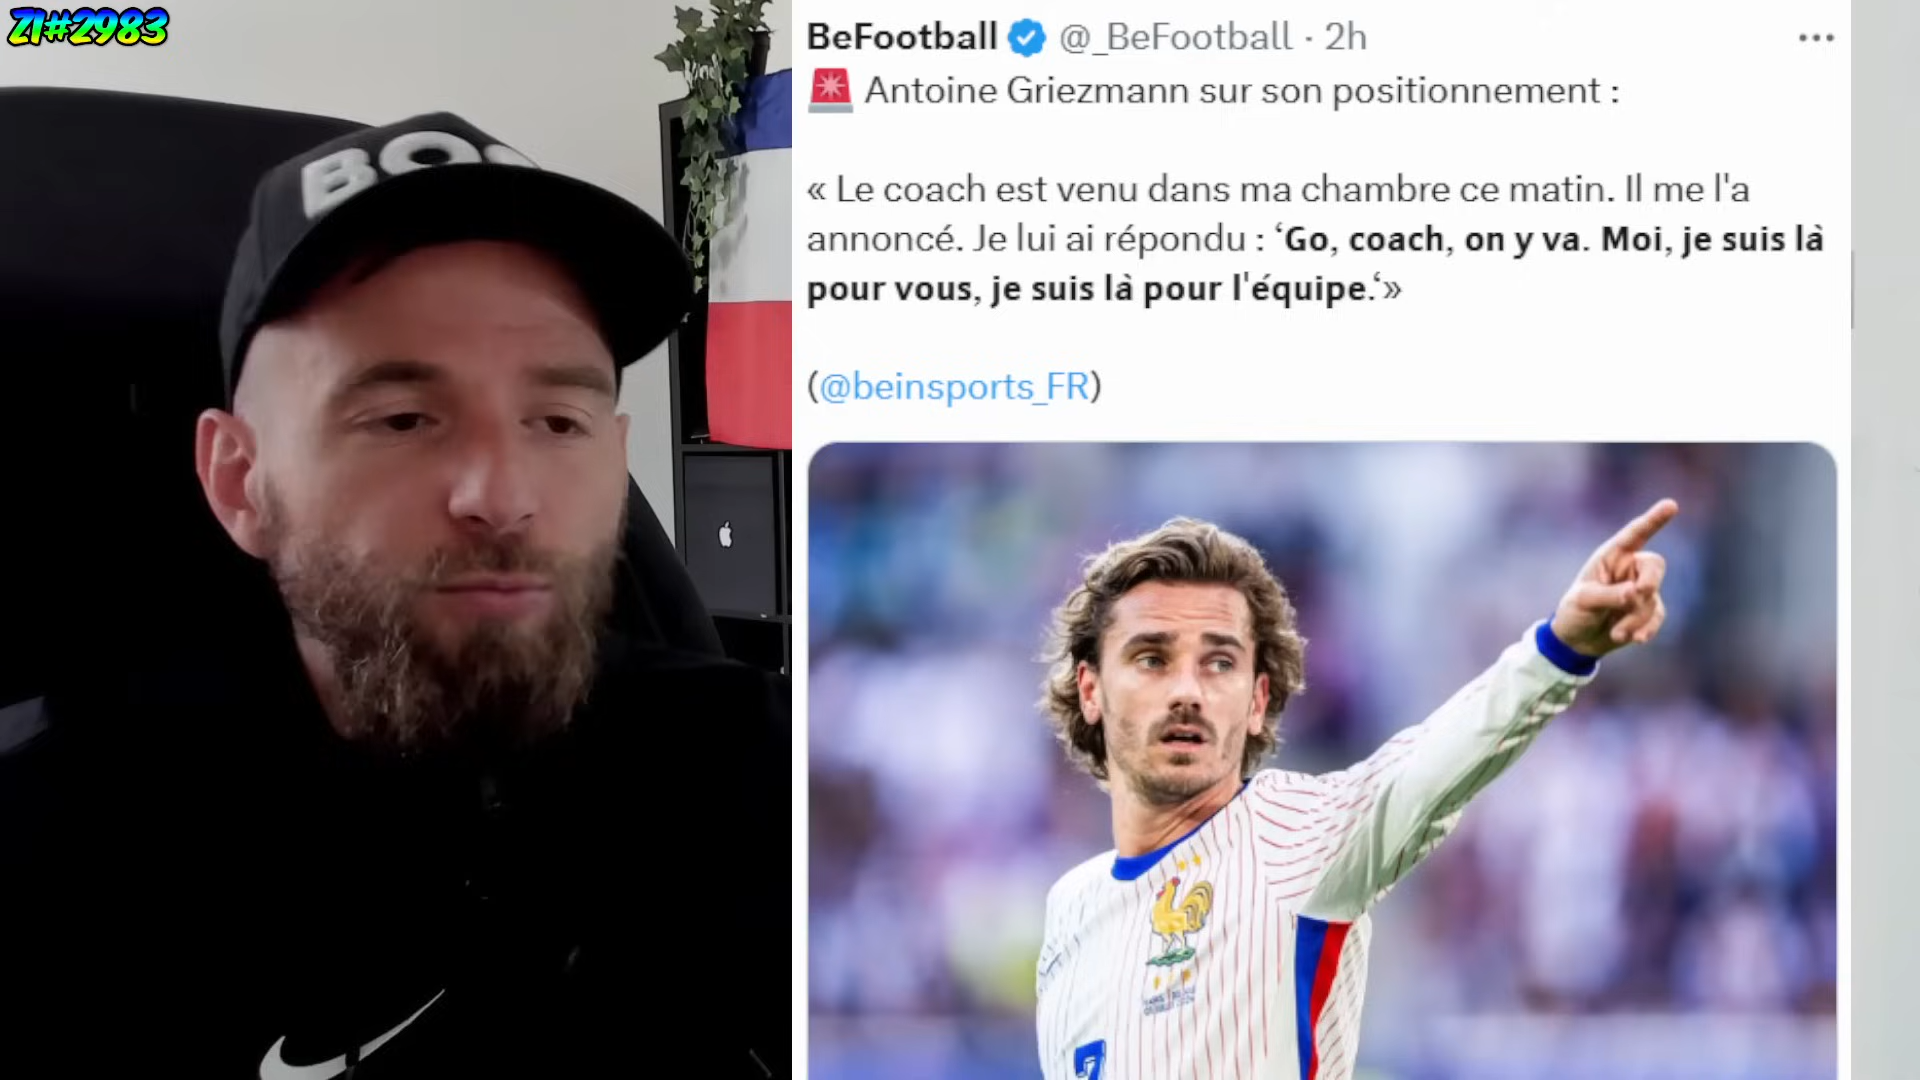 ZI#2983
BOS
BeFootball @_BeFootball · 2h
Antoine Griezmann sur son positionnement :
« Le coach est venu dans ma chambre ce matin. Il me l'a
annoncé. Je lui ai répondu : ‘Go, coach, on y va. Moi, je suis là
pour vous, je suis là pour l'équipe.‘»
(@beinsports_FR)
7